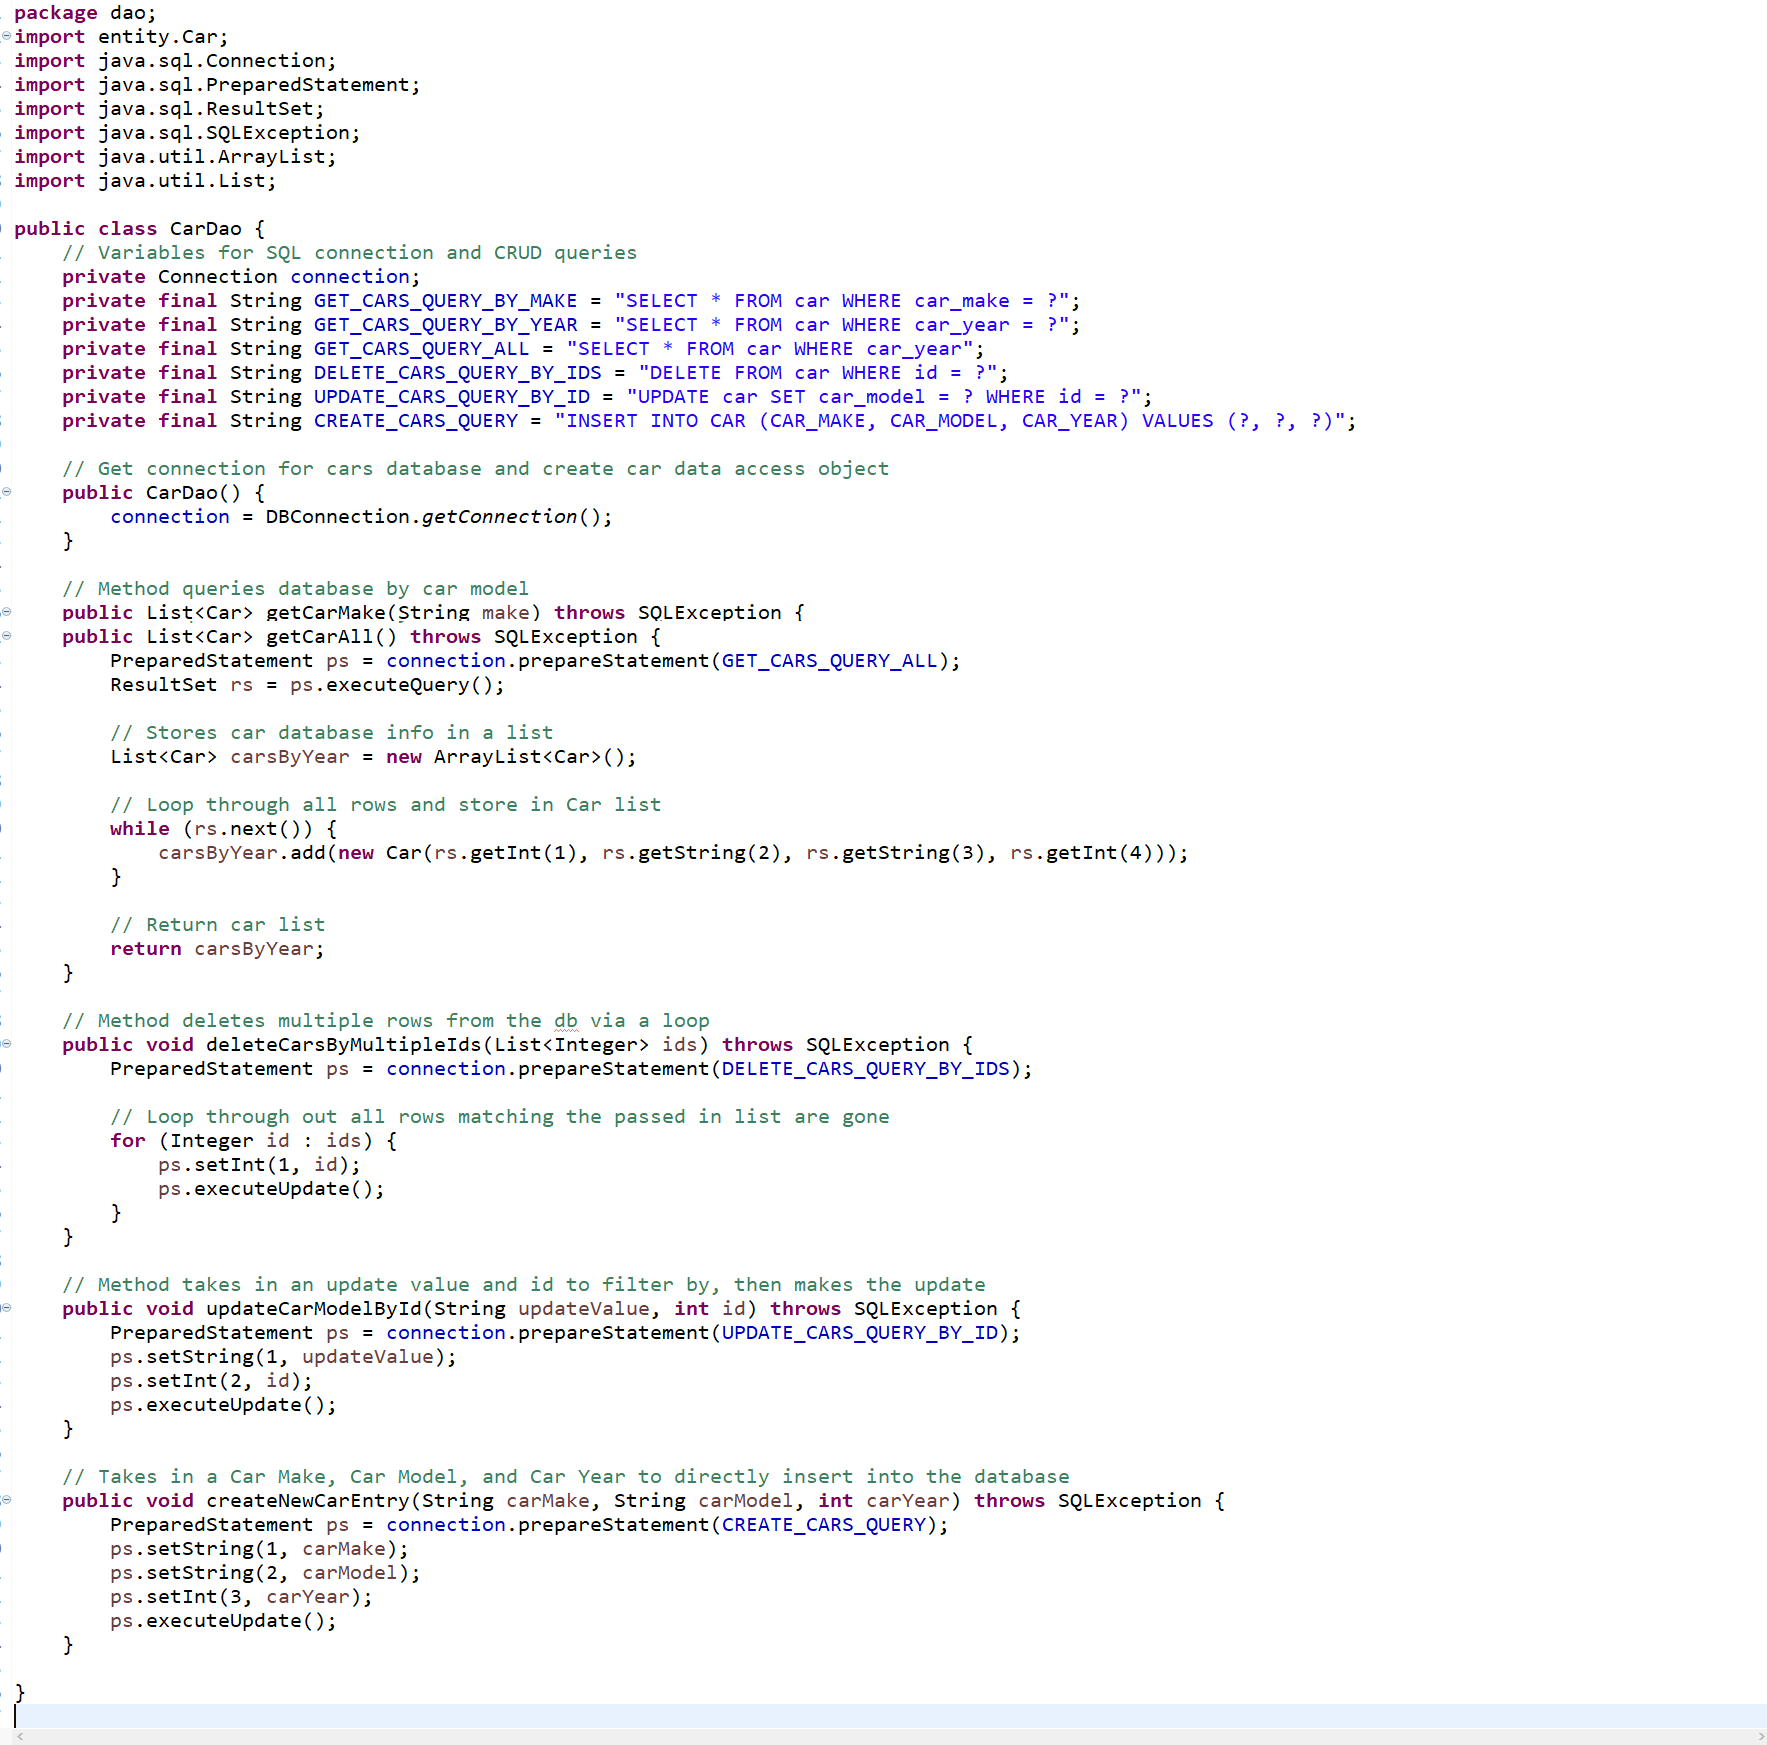 package dao;
import entity.Car;
import java.sql.Connection;
import java.sql.PreparedStatement;
import java.sql.ResultSet;
import java.sql.SQLException;
import java.util.ArrayList;
import java.util.List;

public class CarDao {
    // Variables for SQL connection and CRUD queries
    private Connection connection;
    private final String GET_CARS_QUERY_BY_MAKE = "SELECT * FROM car WHERE car_make = ?";
    private final String GET_CARS_QUERY_BY_YEAR = "SELECT * FROM car WHERE car_year = ?";
    private final String GET_CARS_QUERY_ALL = "SELECT * FROM car WHERE car_year";
    private final String DELETE_CARS_QUERY_BY_IDS = "DELETE FROM car WHERE id = ?";
    private final String UPDATE_CARS_QUERY_BY_ID = "UPDATE car SET car_model = ? WHERE id = ?";
    private final String CREATE_CARS_QUERY = "INSERT INTO CAR (CAR_MAKE, CAR_MODEL, CAR_YEAR) VALUES (?, ?, ?)";

    // Get connection for cars database and create car data access object
    public CarDao() {
        connection = DBConnection.getConnection();
    }

    // Method queries database by car model
    public List<Car> getCarMake(String make) throws SQLException {
    public List<Car> getCarAll() throws SQLException {
        PreparedStatement ps = connection.prepareStatement(GET_CARS_QUERY_ALL);
        ResultSet rs = ps.executeQuery();

        // Stores car database info in a list
        List<Car> carsByYear = new ArrayList<Car>();

        // Loop through all rows and store in Car list
        while (rs.next()) {
            carsByYear.add(new Car(rs.getInt(1), rs.getString(2), rs.getString(3), rs.getInt(4)));
        }

        // Return car list
        return carsByYear;
    }

    // Method deletes multiple rows from the db via a loop
    public void deleteCarsByMultipleIds(List<Integer> ids) throws SQLException {
        PreparedStatement ps = connection.prepareStatement(DELETE_CARS_QUERY_BY_IDS);

        // Loop through out all rows matching the passed in list are gone
        for (Integer id : ids) {
            ps.setInt(1, id);
            ps.executeUpdate();
        }
    }

    // Method takes in an update value and id to filter by, then makes the update
    public void updateCarModelById(String updateValue, int id) throws SQLException {
        PreparedStatement ps = connection.prepareStatement(UPDATE_CARS_QUERY_BY_ID);
        ps.setString(1, updateValue);
        ps.setInt(2, id);
        ps.executeUpdate();
    }

    // Takes in a Car Make, Car Model, and Car Year to directly insert into the database
    public void createNewCarEntry(String carMake, String carModel, int carYear) throws SQLException {
        PreparedStatement ps = connection.prepareStatement(CREATE_CARS_QUERY);
        ps.setString(1, carMake);
        ps.setString(2, carModel);
        ps.setInt(3, carYear);
        ps.executeUpdate();
    }

}